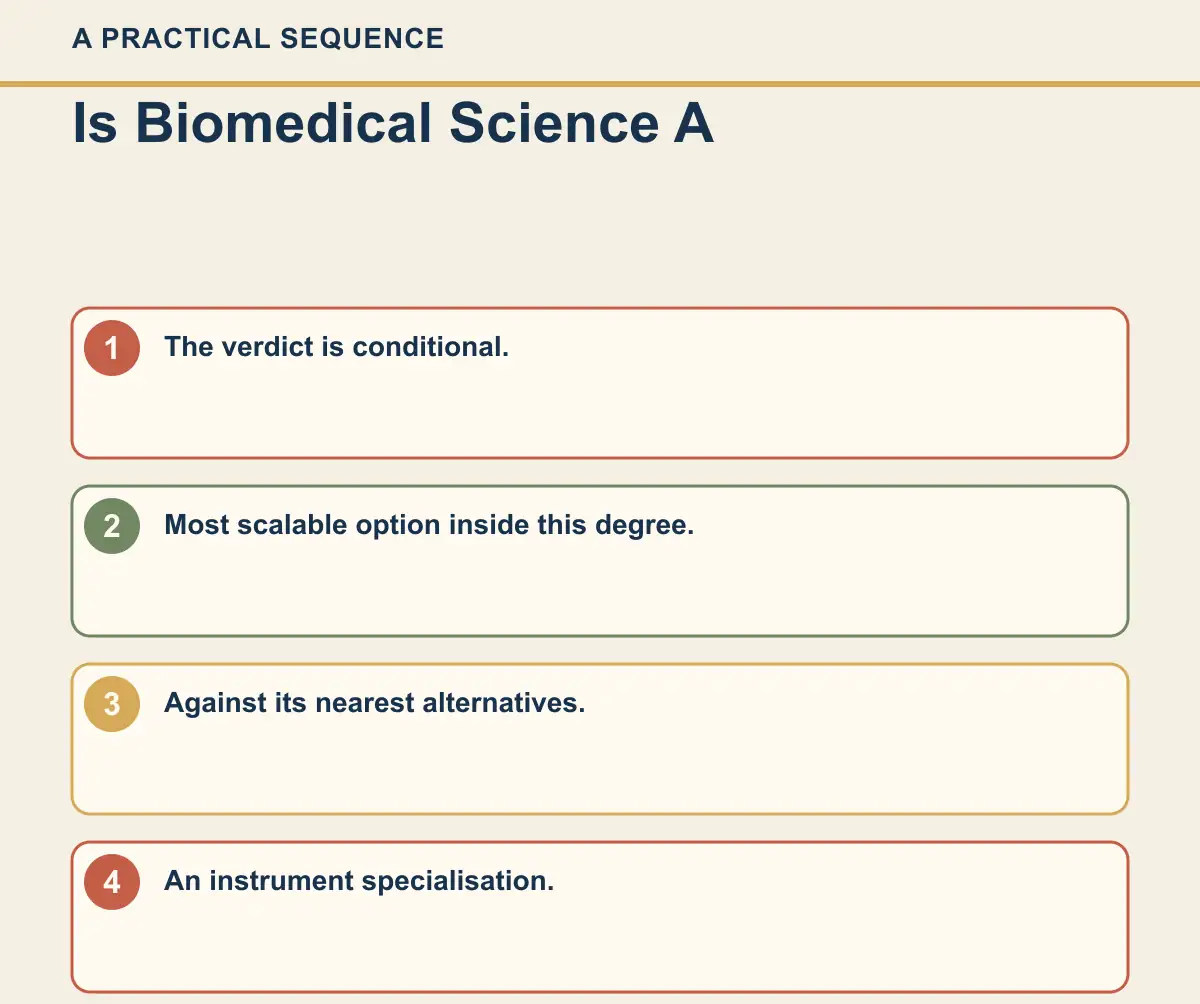 A PRACTICAL SEQUENCE
Is Biomedical Science A
1
The verdict is conditional.
2
Most scalable option inside this degree.
3
Against its nearest alternatives.
4
An instrument specialisation.